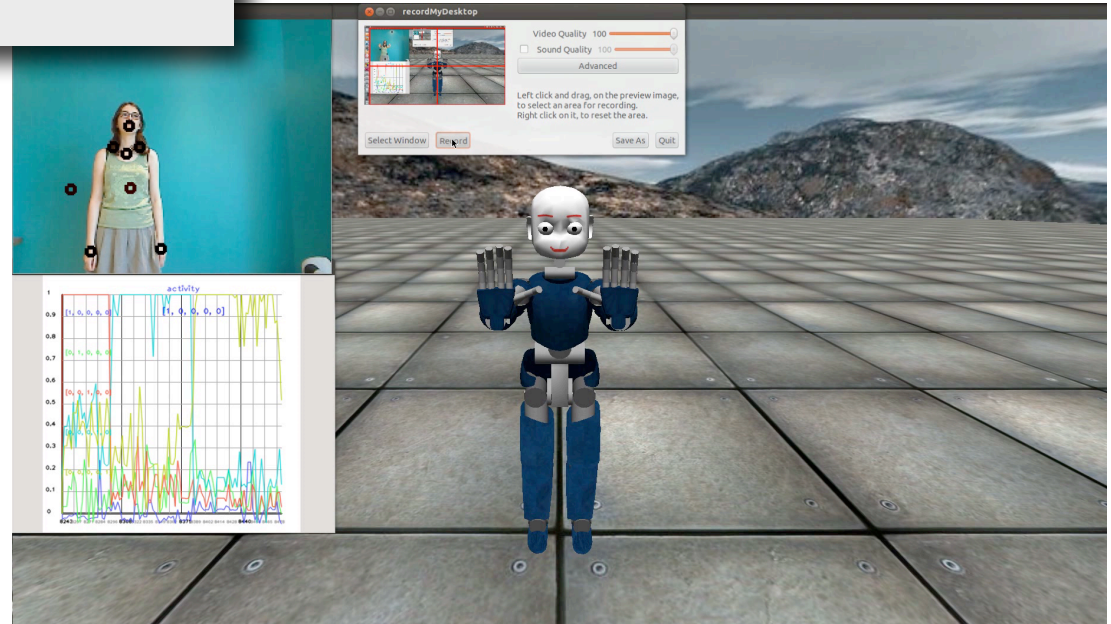 recordMyDesktop
Video Quality 100
Sound Quality 100
Advanced
Left click and drag, on the preview image,
to select an area for recording.
Right click on it, to reset the area.
Select Window Record Save As Quit
activity
1
[1, 0, 0, 0, 0] [1, 0, 0, 0, 0]
0,9
0,8
[0, 1, 0, 0, 0]
0,7
0,6
[0, 0, 1, 0, 0]
0,5
0,4
0,3
0,2
0,1
0